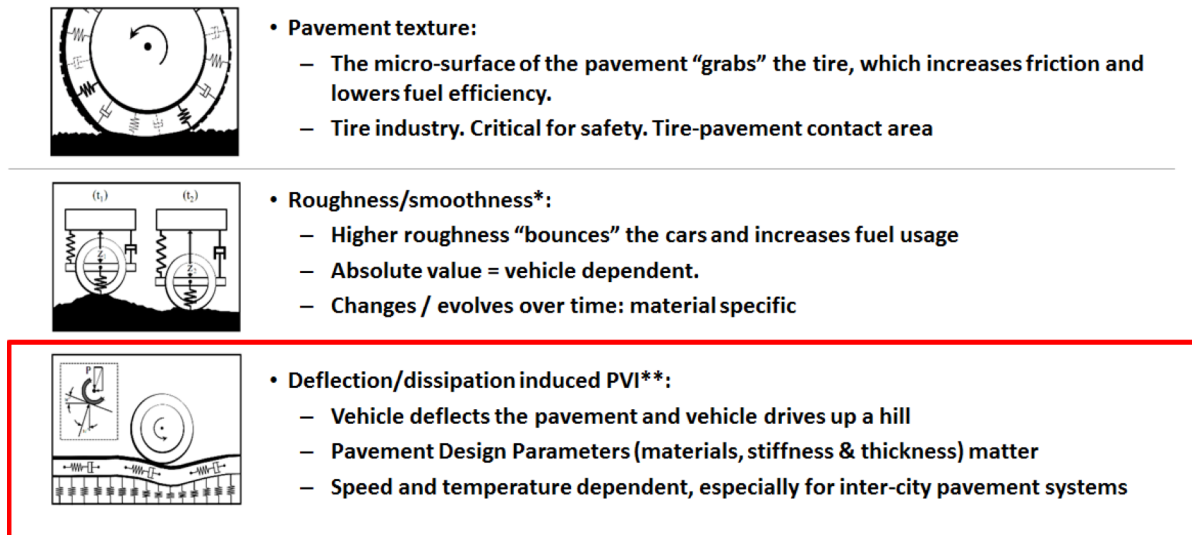 • Pavement texture:
– The micro-surface of the pavement “grabs” the tire, which increases friction and
lowers fuel efficiency.
– Tire industry. Critical for safety. Tire-pavement contact area
(t₁) (t₂)
Z₁
Z₂
• Roughness/smoothness*:
– Higher roughness “bounces” the cars and increases fuel usage
– Absolute value = vehicle dependent.
– Changes / evolves over time: material specific
P
• Deflection/dissipation induced PVI**:
– Vehicle deflects the pavement and vehicle drives up a hill
– Pavement Design Parameters (materials, stiffness & thickness) matter
– Speed and temperature dependent, especially for inter-city pavement systems